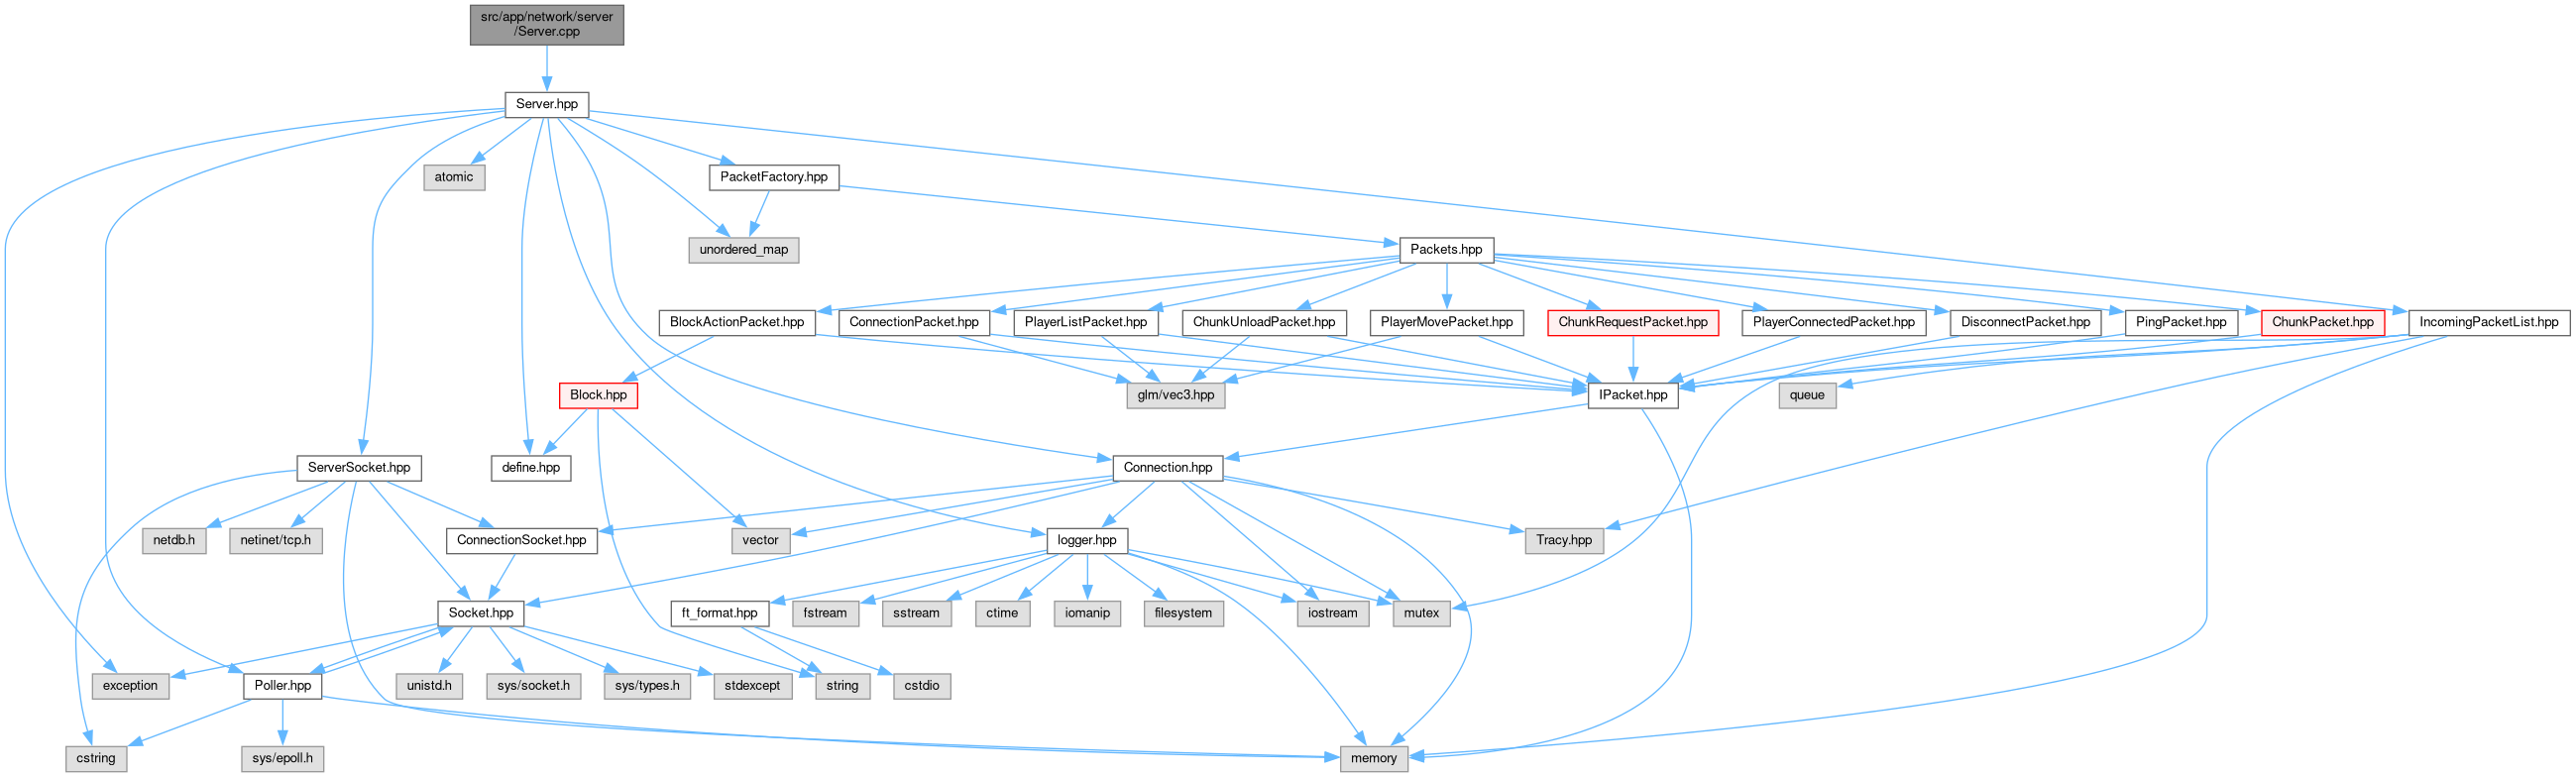 src/app/network/server
/Server.cpp
Server.hpp
atomic
PacketFactory.hpp
unordered_map
Packets.hpp
BlockActionPacket.hpp
ConnectionPacket.hpp
PlayerListPacket.hpp
ChunkUnloadPacket.hpp
PlayerMovePacket.hpp
ChunkRequestPacket.hpp
PlayerConnectedPacket.hpp
DisconnectPacket.hpp
PingPacket.hpp
ChunkPacket.hpp
IncomingPacketList.hpp
Block.hpp
glm/vec3.hpp
IPacket.hpp
queue
ServerSocket.hpp
define.hpp
Connection.hpp
netdb.h
netinet/tcp.h
ConnectionSocket.hpp
vector
logger.hpp
Tracy.hpp
Socket.hpp
ft_format.hpp
fstream
sstream
ctime
iomanip
filesystem
iostream
mutex
exception
Poller.hpp
unistd.h
sys/socket.h
sys/types.h
stdexcept
string
cstdio
cstring
sys/epoll.h
memory